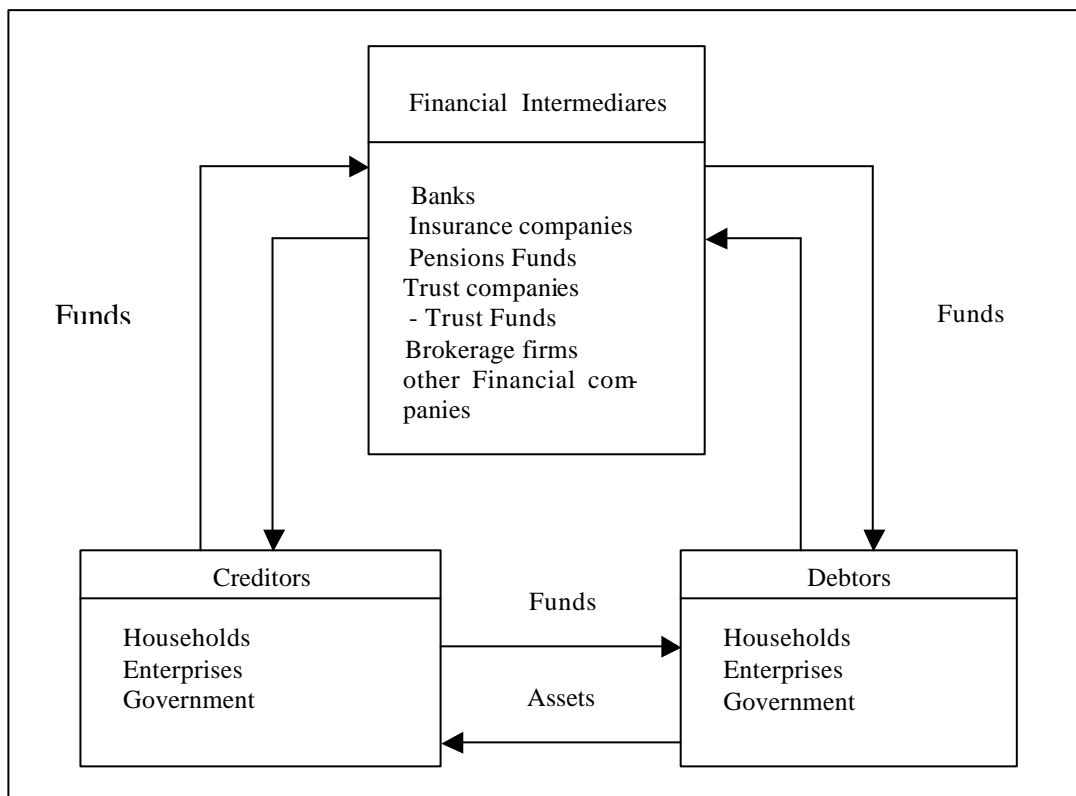 Financial Intermediares
Banks
Insurance companies
Pensions Funds
Trust companies
- Trust Funds
Brokerage firms
other Financial com-
panies
Funds
Funds
Creditors
Households
Enterprises
Government
Funds
Assets
Debtors
Households
Enterprises
Government